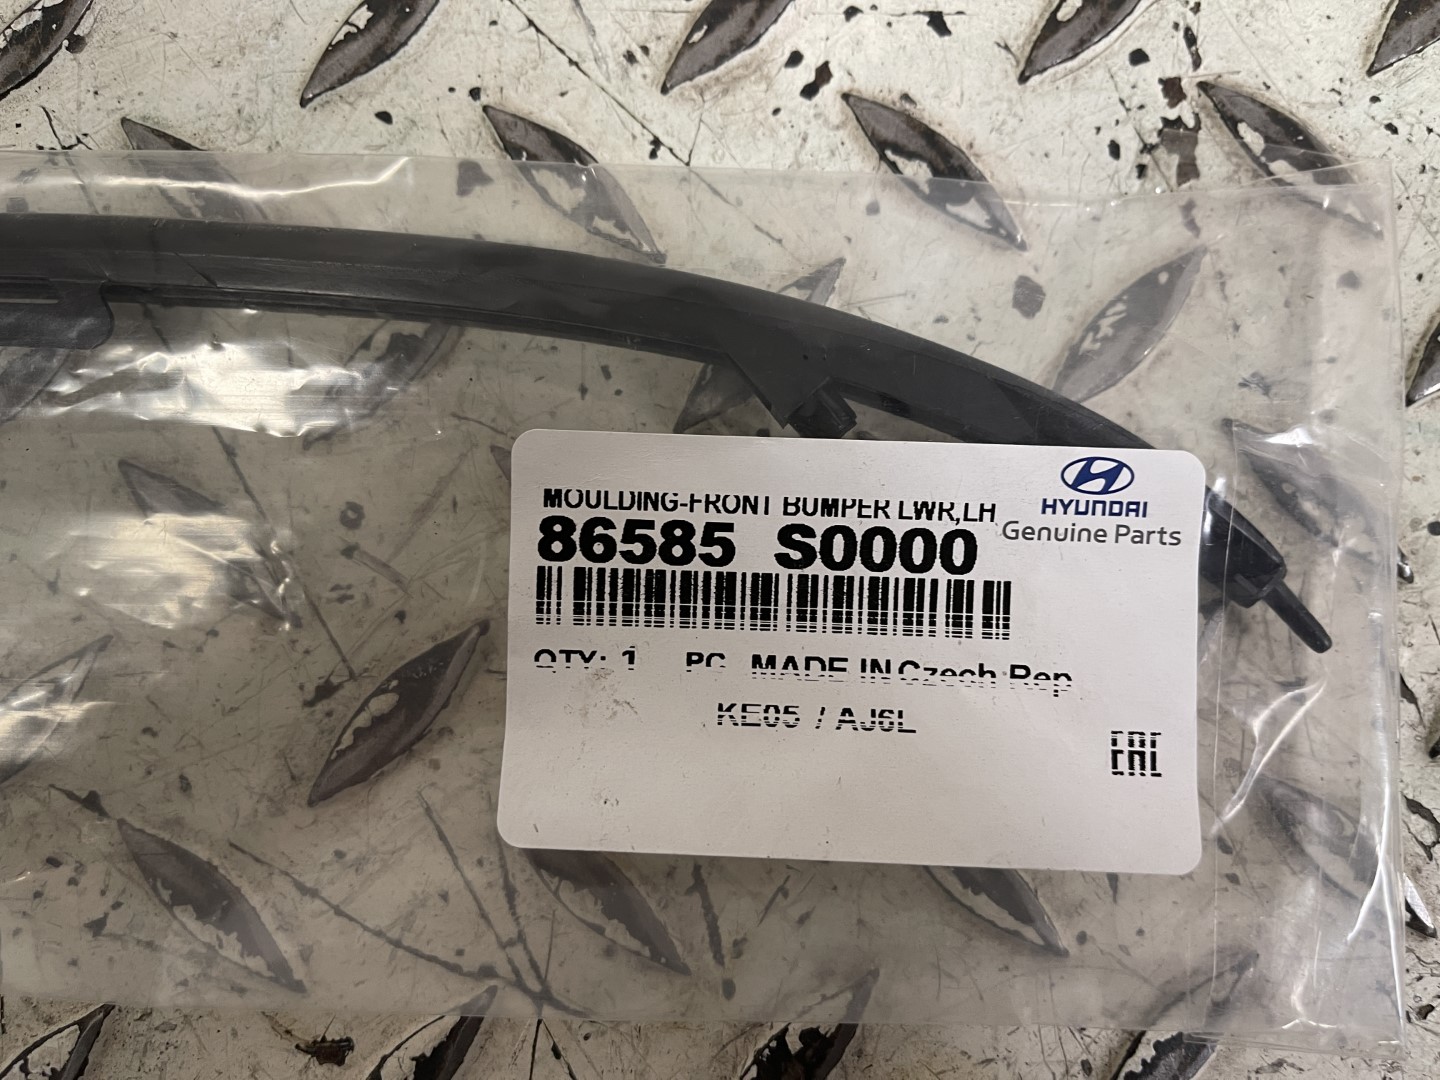 MOULDING-FRONT BUMPER LWR,LH
HYUNDAI
Genuine Parts
86585 S0000
QTY: 1 PC MADE IN Czech Rep
KE05 / AJ6L
EAC